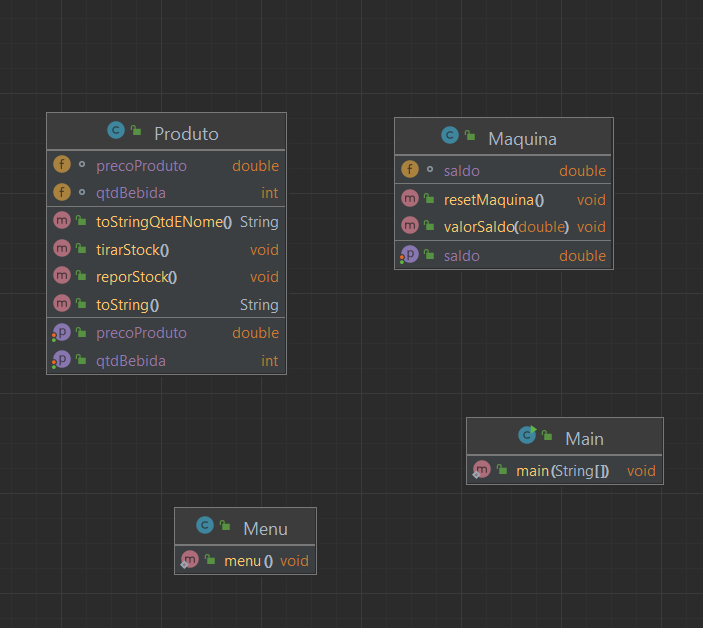 Produto
precoProduto double
qtdBebida int
toStringQtdENome() String
tirarStock() void
reporStock() void
toString() String
precoProduto double
qtdBebida int
Maquina
saldo double
resetMaquina() void
valorSaldo(double) void
saldo double
Main
main(String[]) void
Menu
menu() void